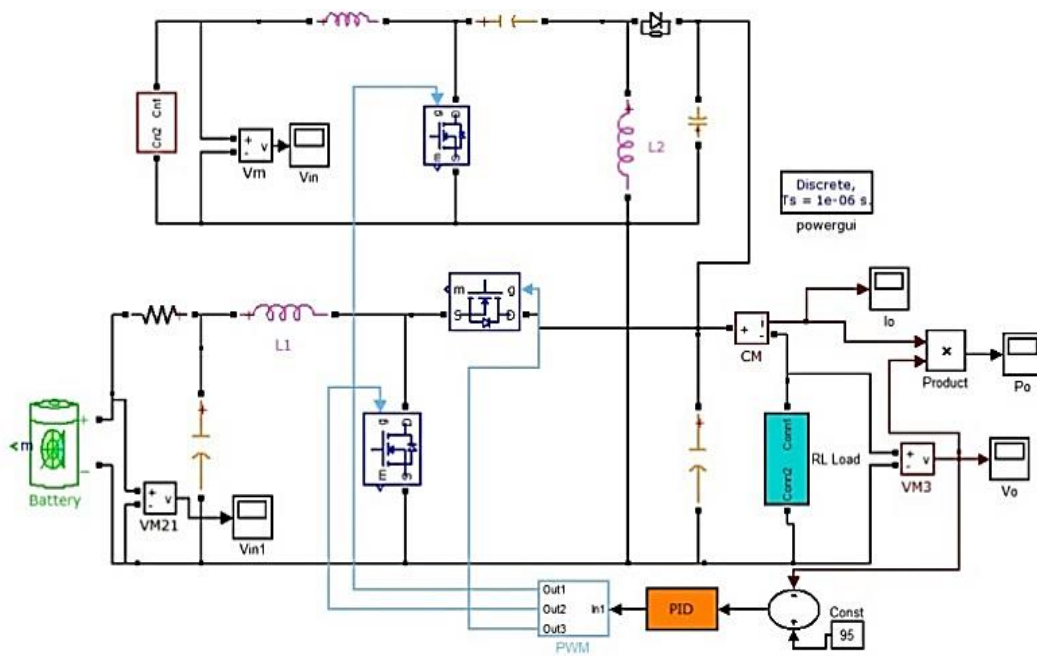 Cn1
Cn2
+
-
v
Vm
Vin
g
m
D
S
L2
Discrete,
Ts = 1e-06 s.
powergui
m
g
S
D
L1
+
i
-
CM
Io
×
Product
Po
+
m
-
Battery
g
m
D
S
Conn1
Conn2
RL Load
+
-
v
VM3
Vo
+
-
v
VM21
Vin1
Out1
Out2
Out3
In1
PWM
PID
Const
95